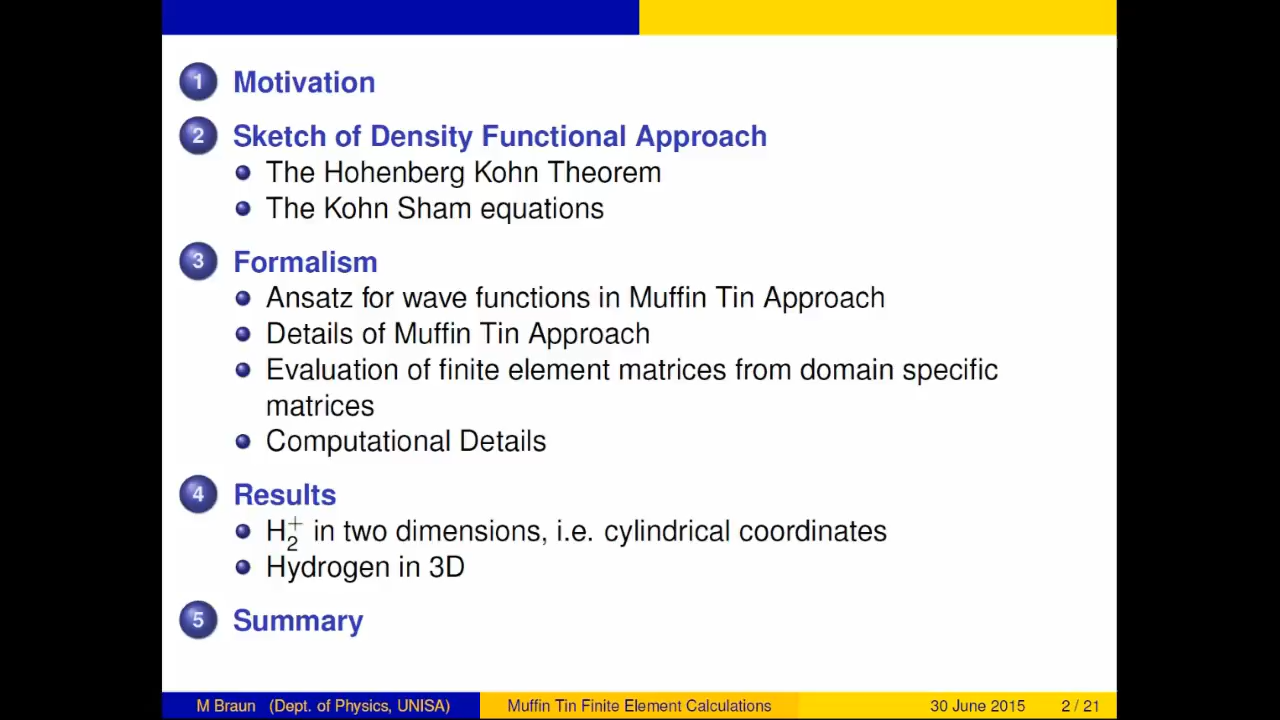 1 Motivation
2 Sketch of Density Functional Approach
The Hohenberg Kohn Theorem
The Kohn Sham equations
3 Formalism
Ansatz for wave functions in Muffin Tin Approach
Details of Muffin Tin Approach
Evaluation of finite element matrices from domain specific
matrices
Computational Details
4 Results
H₂⁺ in two dimensions, i.e. cylindrical coordinates
Hydrogen in 3D
5 Summary
M Braun (Dept. of Physics, UNISA) Muffin Tin Finite Element Calculations 30 June 2015 2 / 21